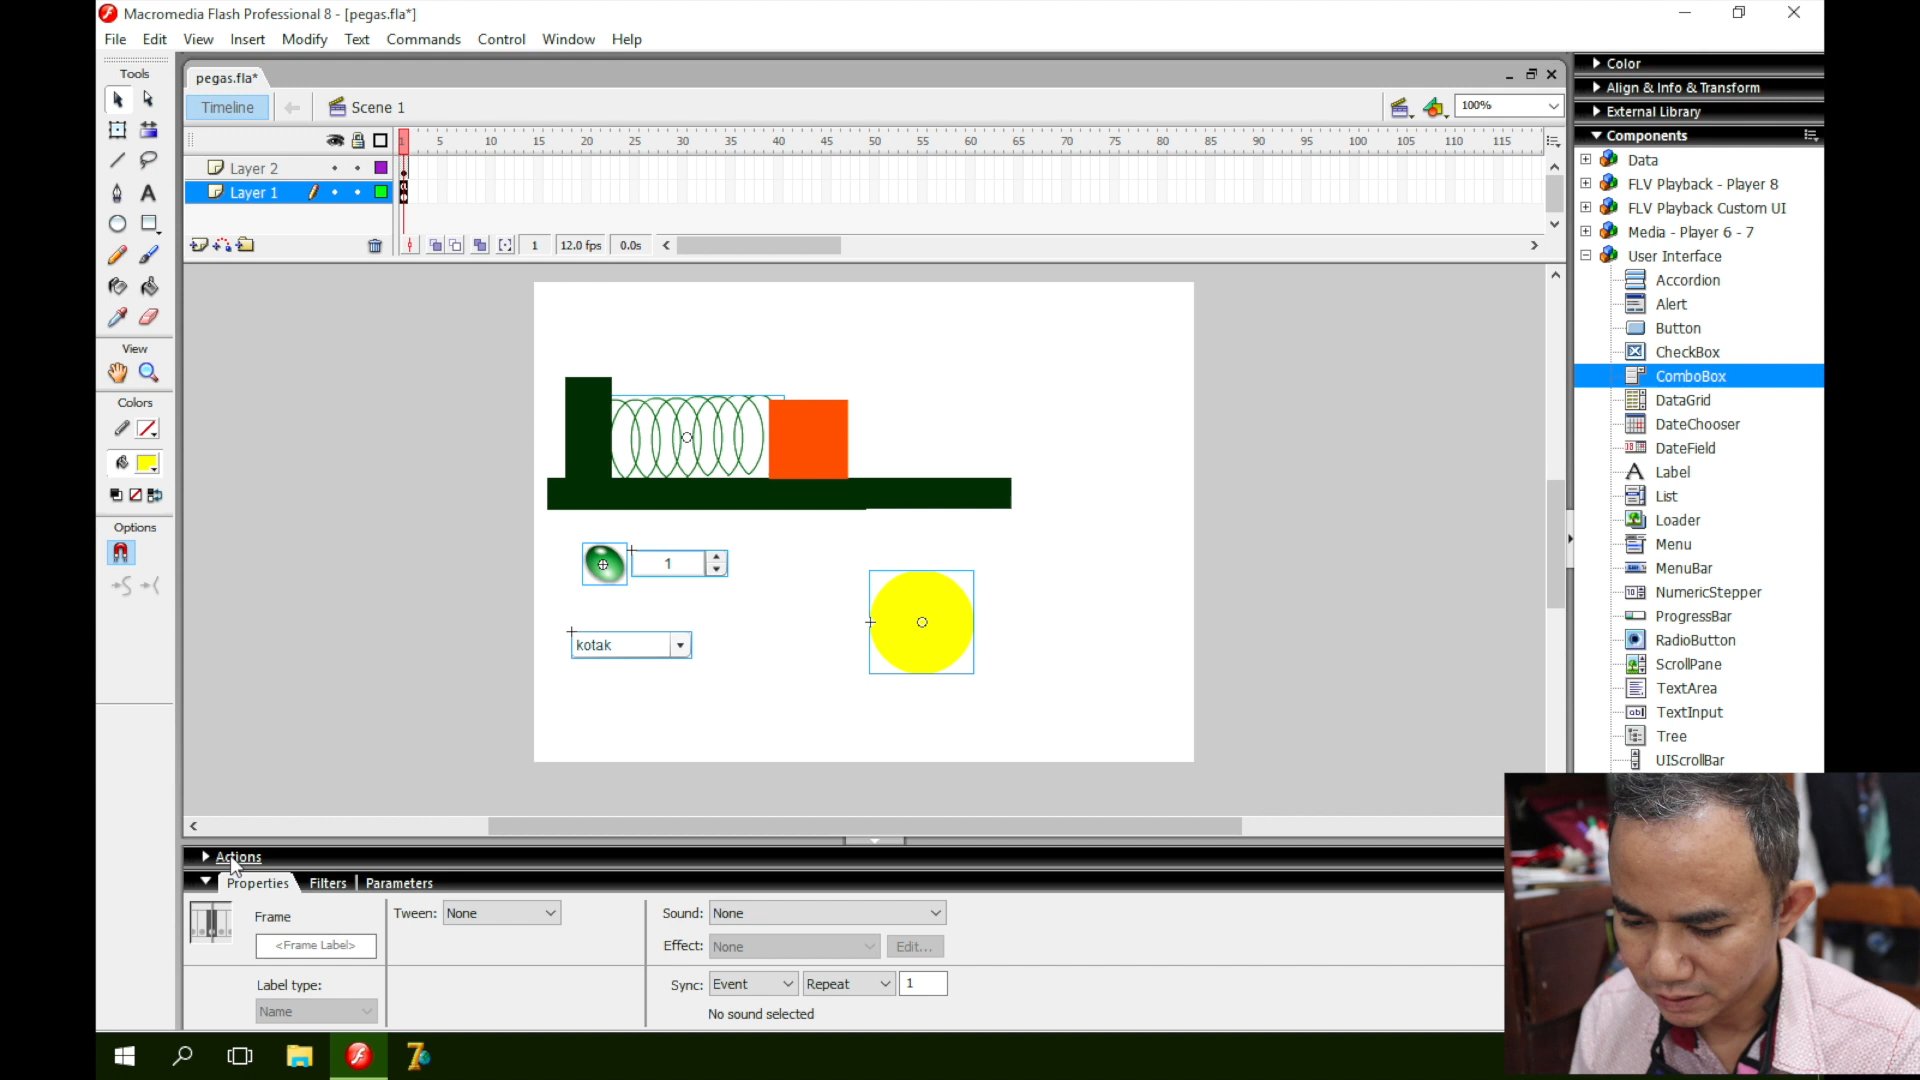 Macromedia Flash Professional 8 - [pegas.fla*]
File Edit View Insert Modify Text Commands Control Window Help
Tools
View
Colors
Options
pegas.fla*
Timeline
Scene 1
100%
1 5 10 15 20 25 30 35 40 45 50 55 60 65 70 75 80 85 90 95 100 105 110 115
Layer 2
Layer 1
1 12.0 fps 0.0s
1
kotak
Actions
Properties Filters Parameters
Frame
<Frame Label>
Label type:
Name
Tween: None
Sound: None
Effect: None Edit...
Sync: Event Repeat 1
No sound selected
Color
Align & Info & Transform
External Library
Components
Data
FLV Playback - Player 8
FLV Playback Custom UI
Media - Player 6 - 7
User Interface
Accordion
Alert
Button
CheckBox
ComboBox
DataGrid
DateChooser
DateField
Label
List
Loader
Menu
MenuBar
NumericStepper
ProgressBar
RadioButton
ScrollPane
TextArea
TextInput
Tree
UIScrollBar